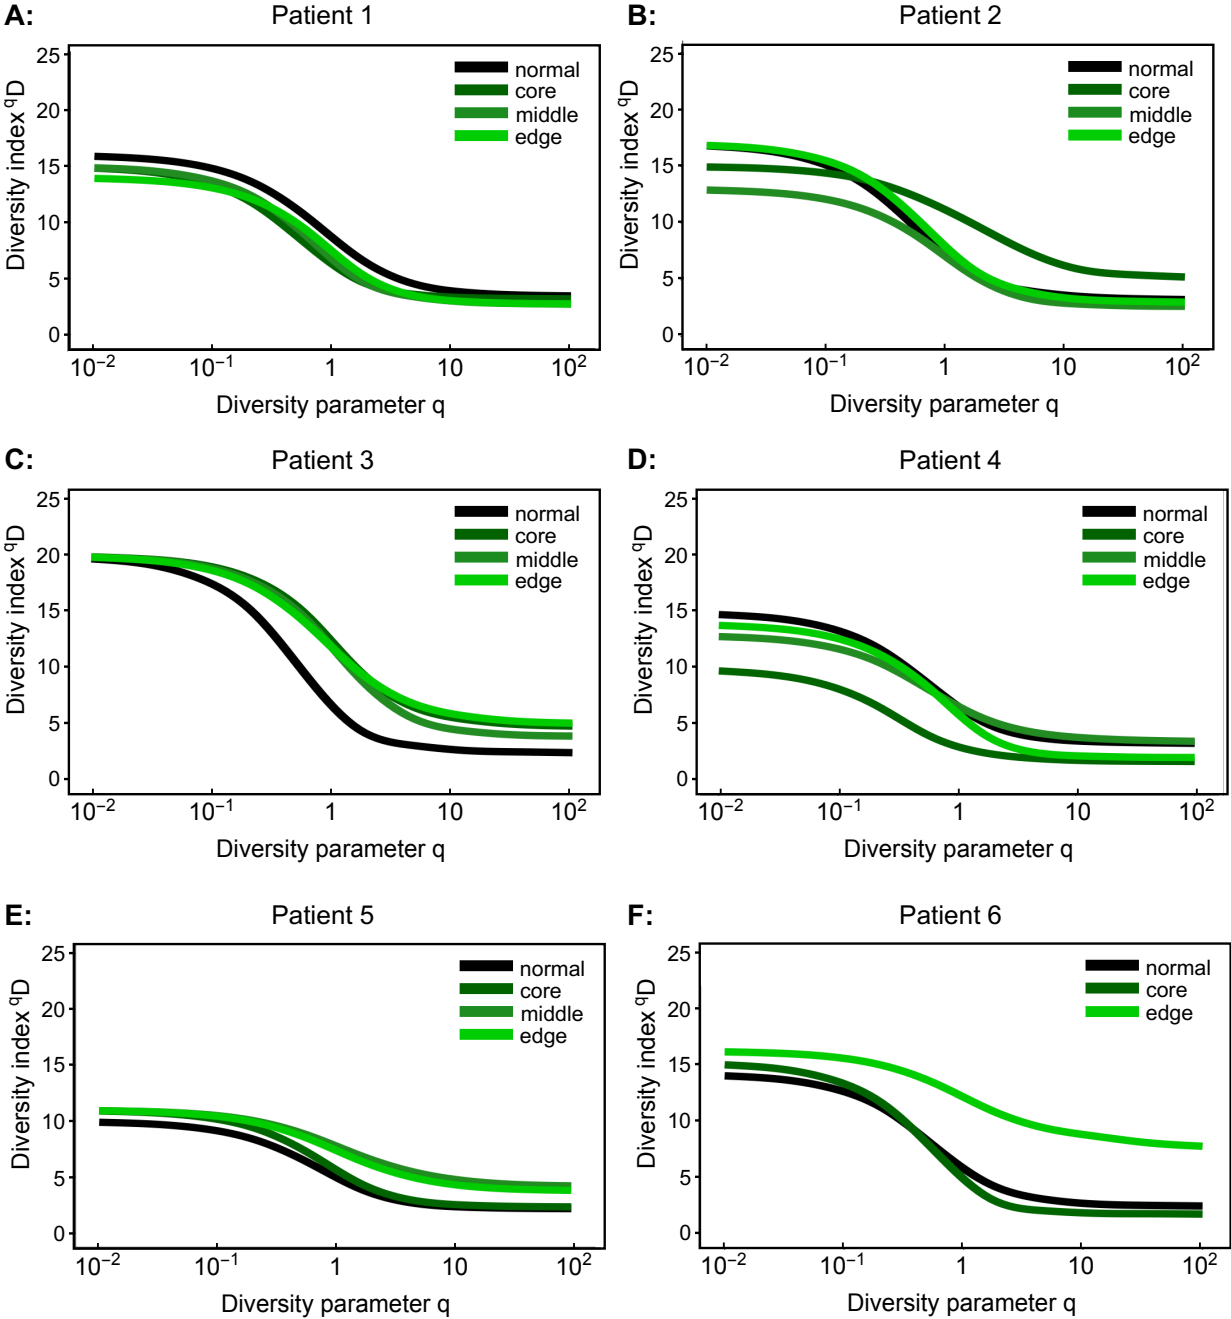 A: Patient 1
25
20
15
10
5
0
Diversity index qD
normal
core
middle
edge
10−2 10−1 1 10 102
Diversity parameter q
B: Patient 2
25
20
15
10
5
0
Diversity index qD
normal
core
middle
edge
10−2 10−1 1 10 102
Diversity parameter q
C: Patient 3
25
20
15
10
5
0
Diversity index qD
normal
core
middle
edge
10−2 10−1 1 10 102
Diversity parameter q
D: Patient 4
25
20
15
10
5
0
Diversity index qD
normal
core
middle
edge
10−2 10−1 1 10 102
Diversity parameter q
E: Patient 5
25
20
15
10
5
0
Diversity index qD
normal
core
middle
edge
10−2 10−1 1 10 102
Diversity parameter q
F: Patient 6
25
20
15
10
5
0
Diversity index qD
normal
core
edge
10−2 10−1 1 10 102
Diversity parameter q